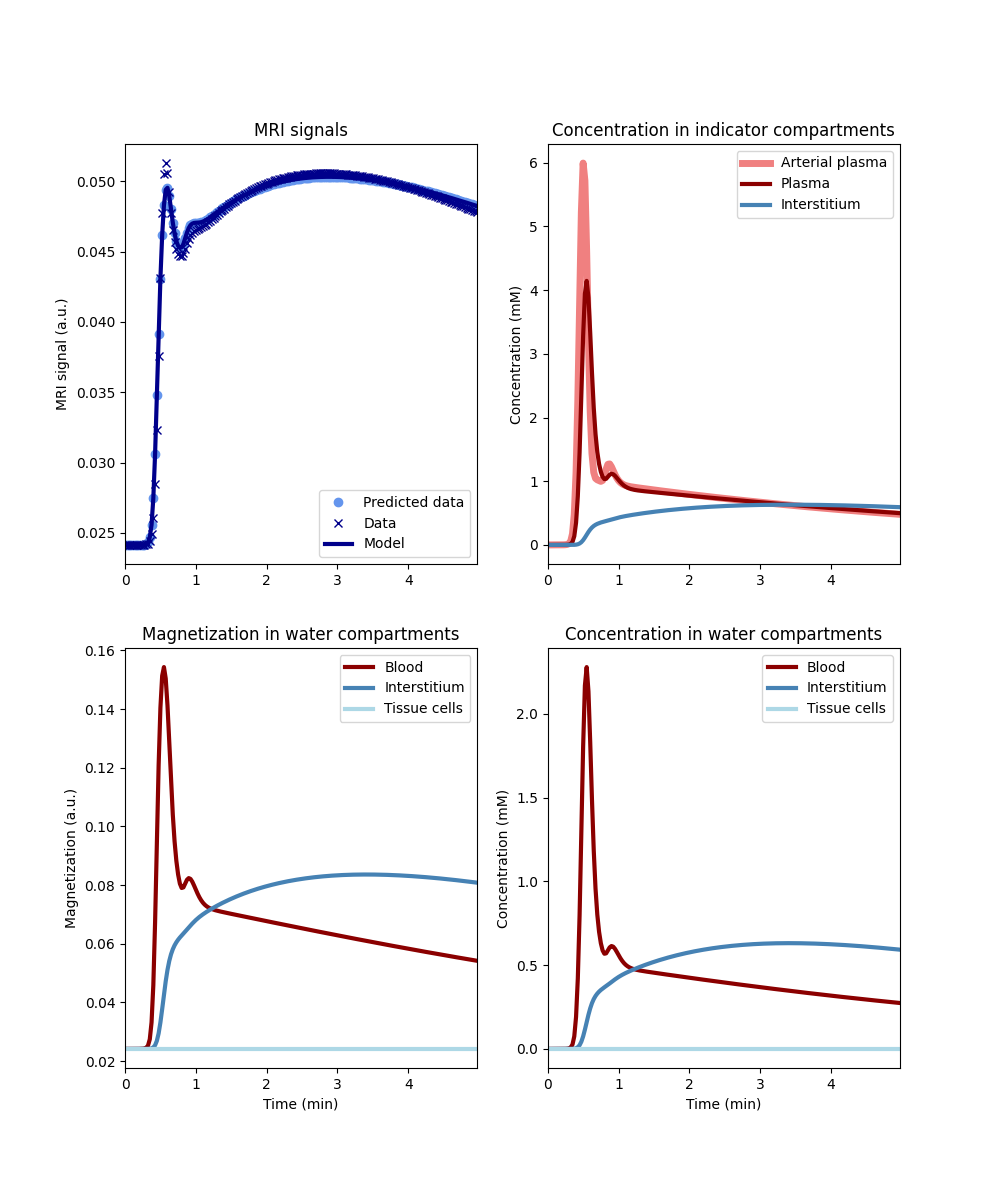 MRI signals
MRI signal (a.u.)
0.050
0.045
0.040
0.035
0.030
0.025
0 1 2 3 4
Predicted data
Data
Model
Concentration in indicator compartments
Concentration (mM)
6
5
4
3
2
1
0
0 1 2 3 4
Arterial plasma
Plasma
Interstitium
Magnetization in water compartments
Magnetization (a.u.)
0.16
0.14
0.12
0.10
0.08
0.06
0.04
0.02
0 1 2 3 4
Time (min)
Blood
Interstitium
Tissue cells
Concentration in water compartments
Concentration (mM)
2.0
1.5
1.0
0.5
0.0
0 1 2 3 4
Time (min)
Blood
Interstitium
Tissue cells